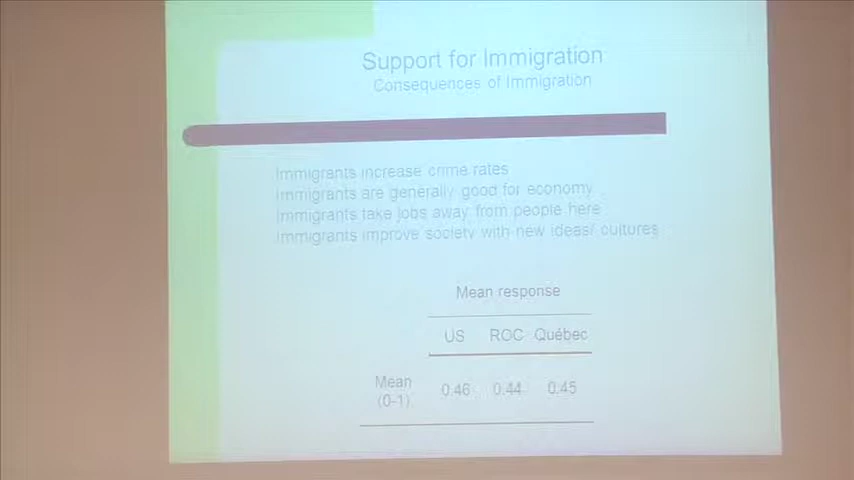 Support for Immigration
Consequences of Immigration
Immigrants increase crime rates
Immigrants are generally good for economy
Immigrants take jobs away from people here
Immigrants improve society with new ideas/ cultures
Mean response
US ROC Québec
Mean 0.46 0.44 0.45
(0-1)